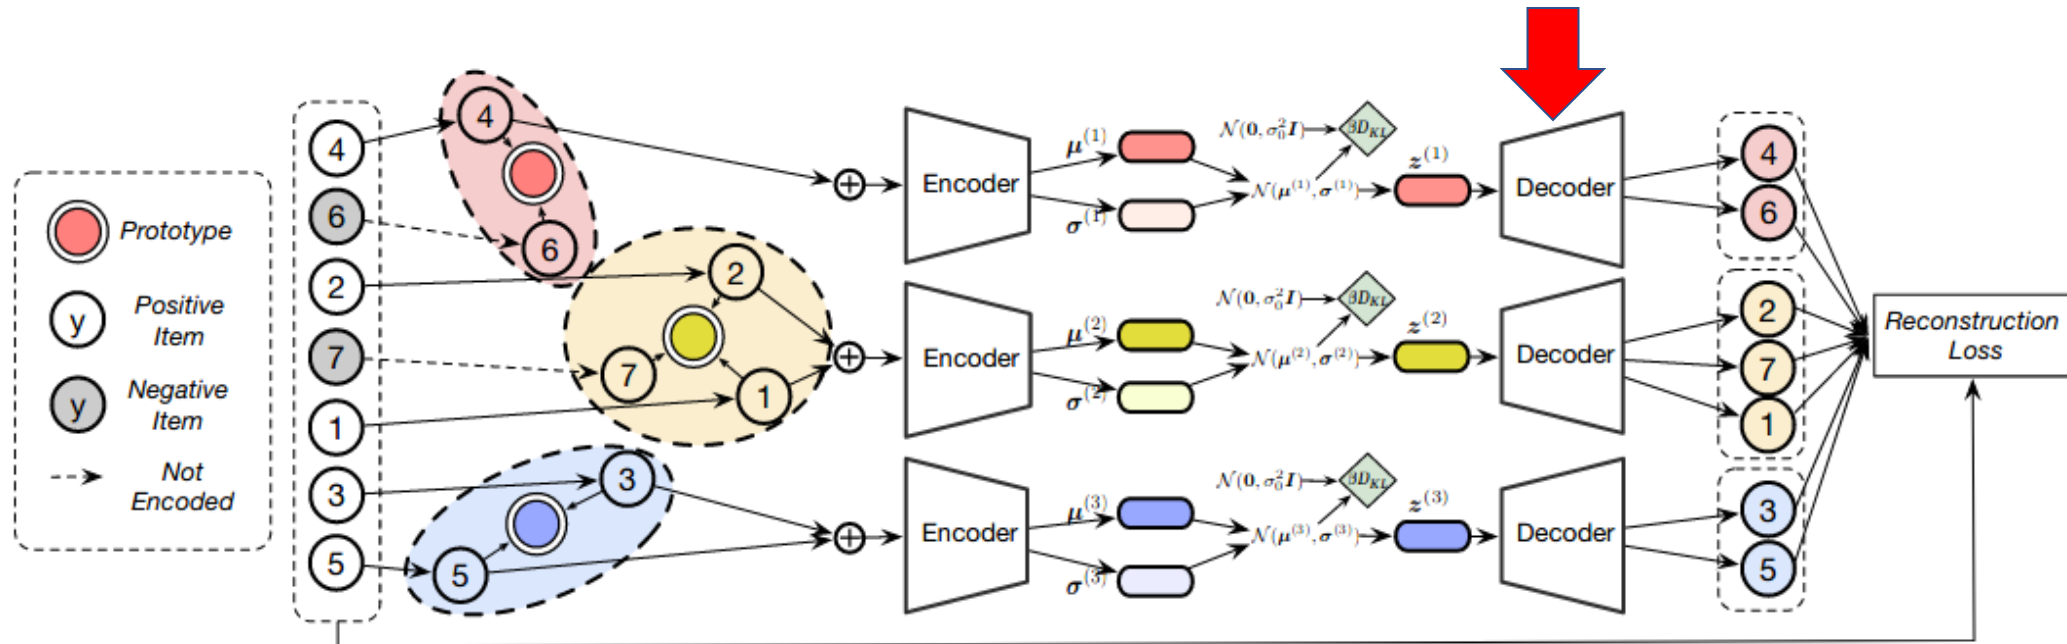 Prototype
y
Positive
Item
y
Negative
Item
Not
Encoded
4
6
2
7
1
3
5
4
6
2
7
1
3
5
+
Encoder
μ(1)
σ(1)
N(0, σ₀²I)
βD_KL
N(μ(1), σ(1))
z(1)
Decoder
4
6
+
Encoder
μ(2)
σ(2)
N(0, σ₀²I)
βD_KL
N(μ(2), σ(2))
z(2)
Decoder
2
7
1
+
Encoder
μ(3)
σ(3)
N(0, σ₀²I)
βD_KL
N(μ(3), σ(3))
z(3)
Decoder
3
5
Reconstruction
Loss